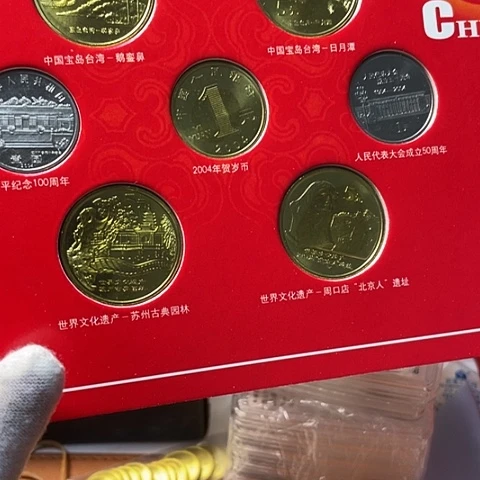 CH
中国宝岛台湾－鹅銮鼻
中国宝岛台湾－日月潭
1
平纪念100周年
2004年贺岁币
人民代表大会成立50周年
世界文化遗产－苏州古典园林
世界文化遗产－周口店“北京人”遗址